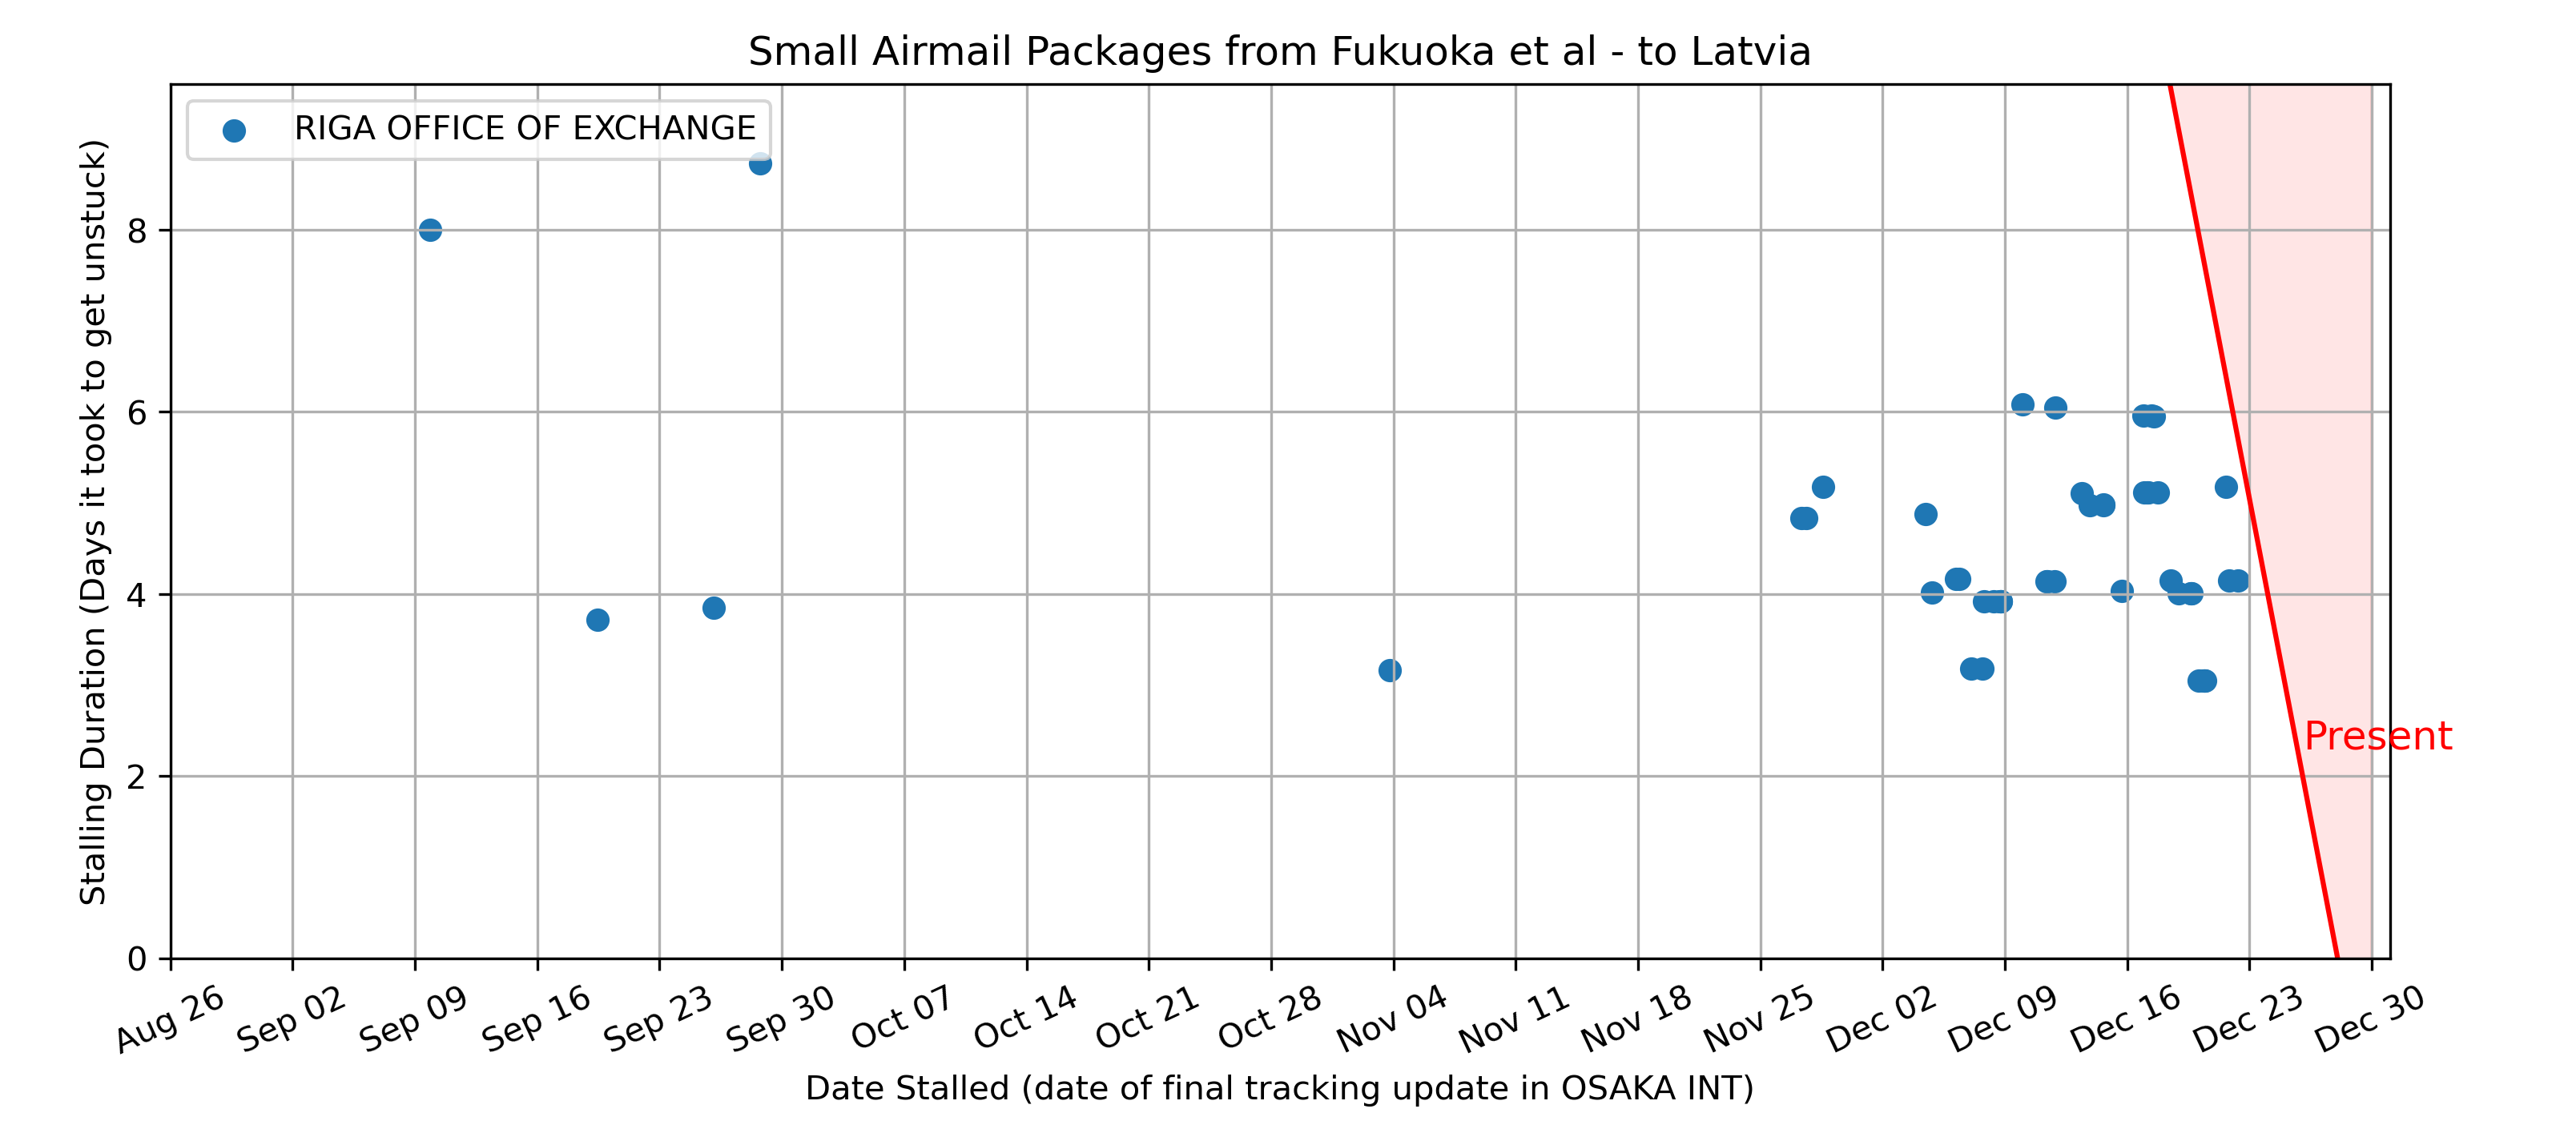 Small Airmail Packages from Fukuoka et al - to Latvia
RIGA OFFICE OF EXCHANGE
Stalling Duration (Days it took to get unstuck)
8
6
4
2
0
Present
Aug 26
Sep 02
Sep 09
Sep 16
Sep 23
Sep 30
Oct 07
Oct 14
Oct 21
Oct 28
Nov 04
Nov 11
Nov 18
Nov 25
Dec 02
Dec 09
Dec 16
Dec 23
Dec 30
Date Stalled (date of final tracking update in OSAKA INT)